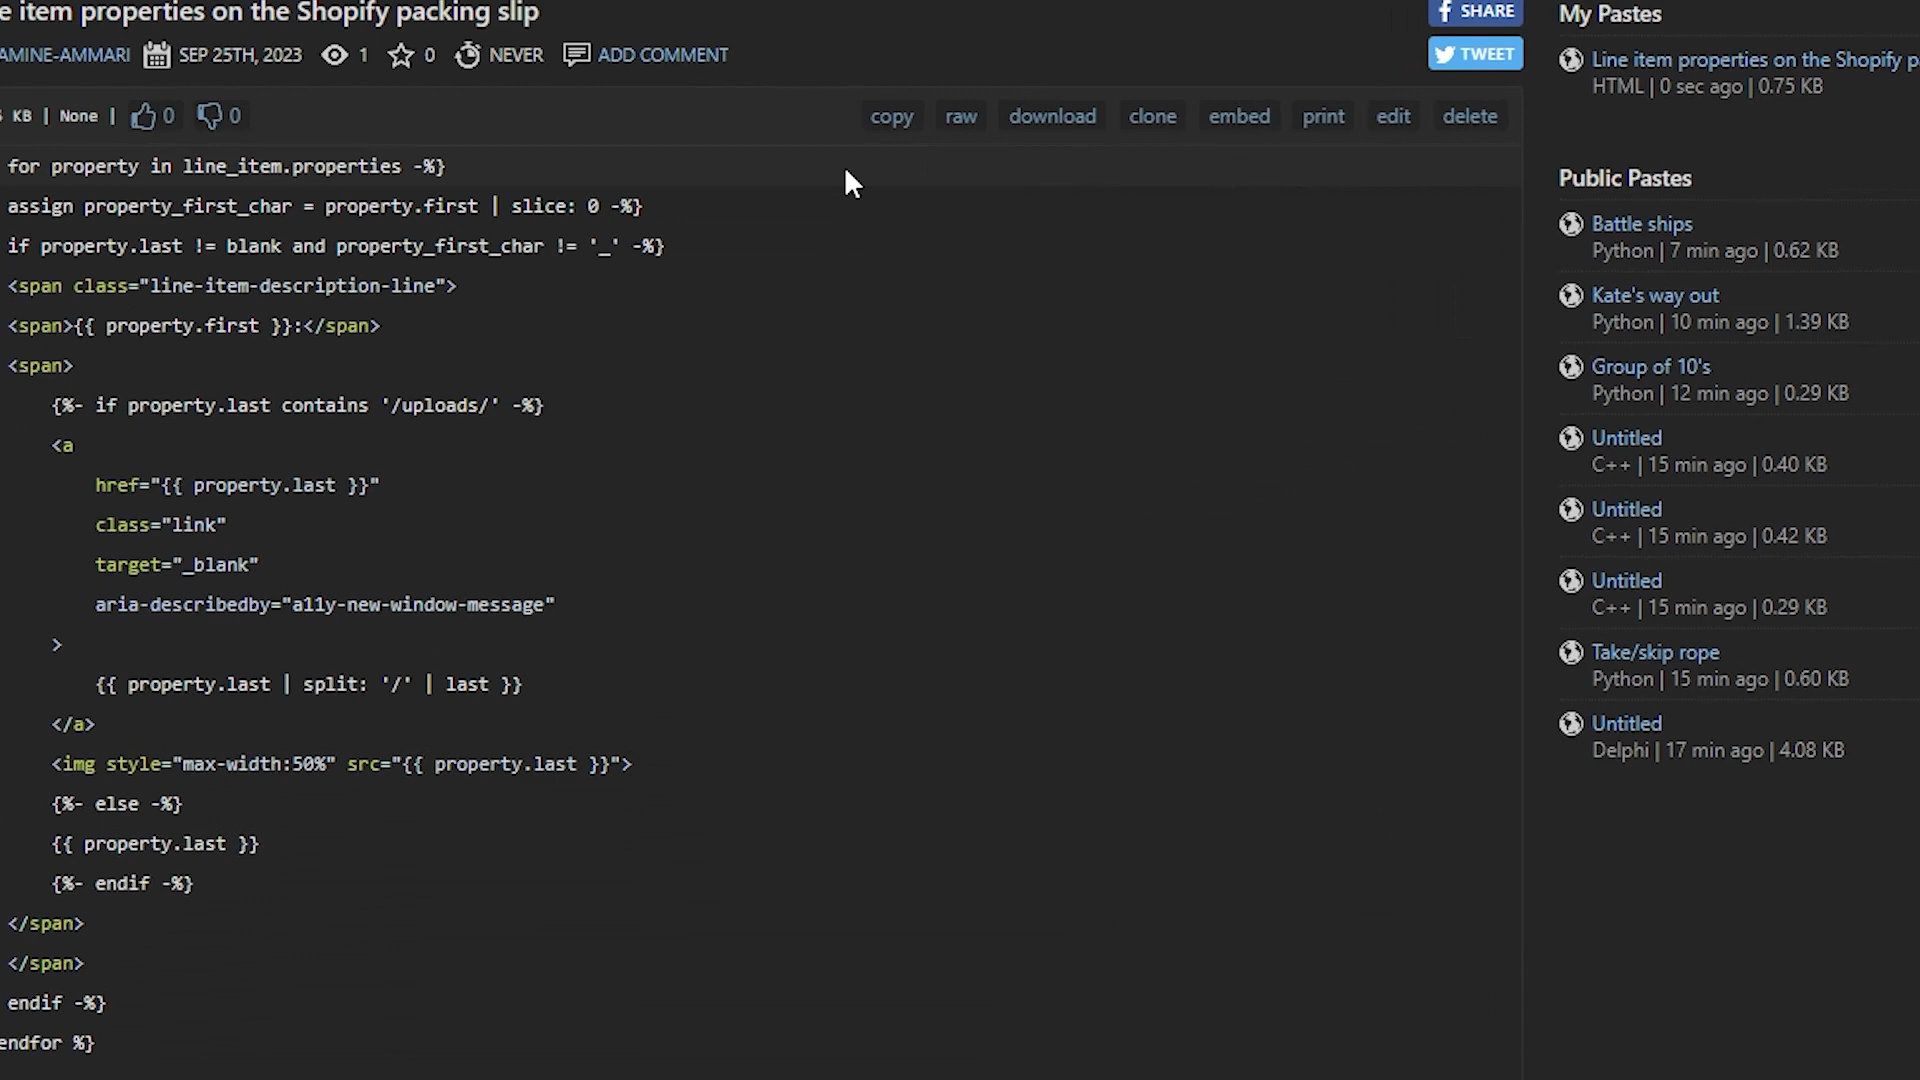 e item properties on the Shopify packing slip
AMINE-AMMARI SEP 25TH, 2023 1 0 NEVER ADD COMMENT
SHARE
TWEET
KB | None | 0 0
copy raw download clone embed print edit delete
for property in line_item.properties -%}
assign property_first_char = property.first | slice: 0 -%}
if property.last != blank and property_first_char != '_' -%}
<span class="line-item-description-line">
<span>{{ property.first }}:</span>
<span>
{%- if property.last contains '/uploads/' -%}
<a
href="{{ property.last }}"
class="link"
target="_blank"
aria-describedby="a11y-new-window-message"
>
{{ property.last | split: '/' | last }}
</a>
<img style="max-width:50%" src="{{ property.last }}">
{%- else -%}
{{ property.last }}
{%- endif -%}
</span>
</span>
endif -%}
endfor %}
My Pastes
Line item properties on the Shopify p
HTML | 0 sec ago | 0.75 KB
Public Pastes
Battle ships
Python | 7 min ago | 0.62 KB
Kate's way out
Python | 10 min ago | 1.39 KB
Group of 10's
Python | 12 min ago | 0.29 KB
Untitled
C++ | 15 min ago | 0.40 KB
Untitled
C++ | 15 min ago | 0.42 KB
Untitled
C++ | 15 min ago | 0.29 KB
Take/skip rope
Python | 15 min ago | 0.60 KB
Untitled
Delphi | 17 min ago | 4.08 KB